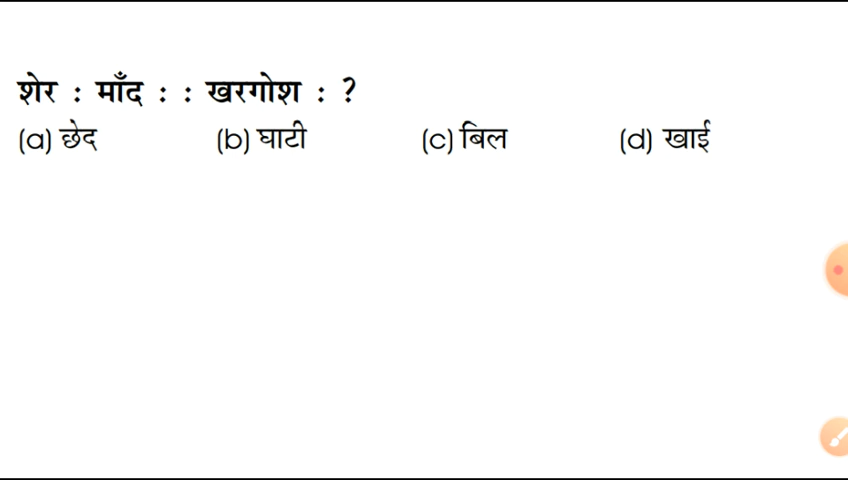 शेर : माँद : : खरगोश : ?
(a) छेद (b) घाटी (c) बिल (d) खाई